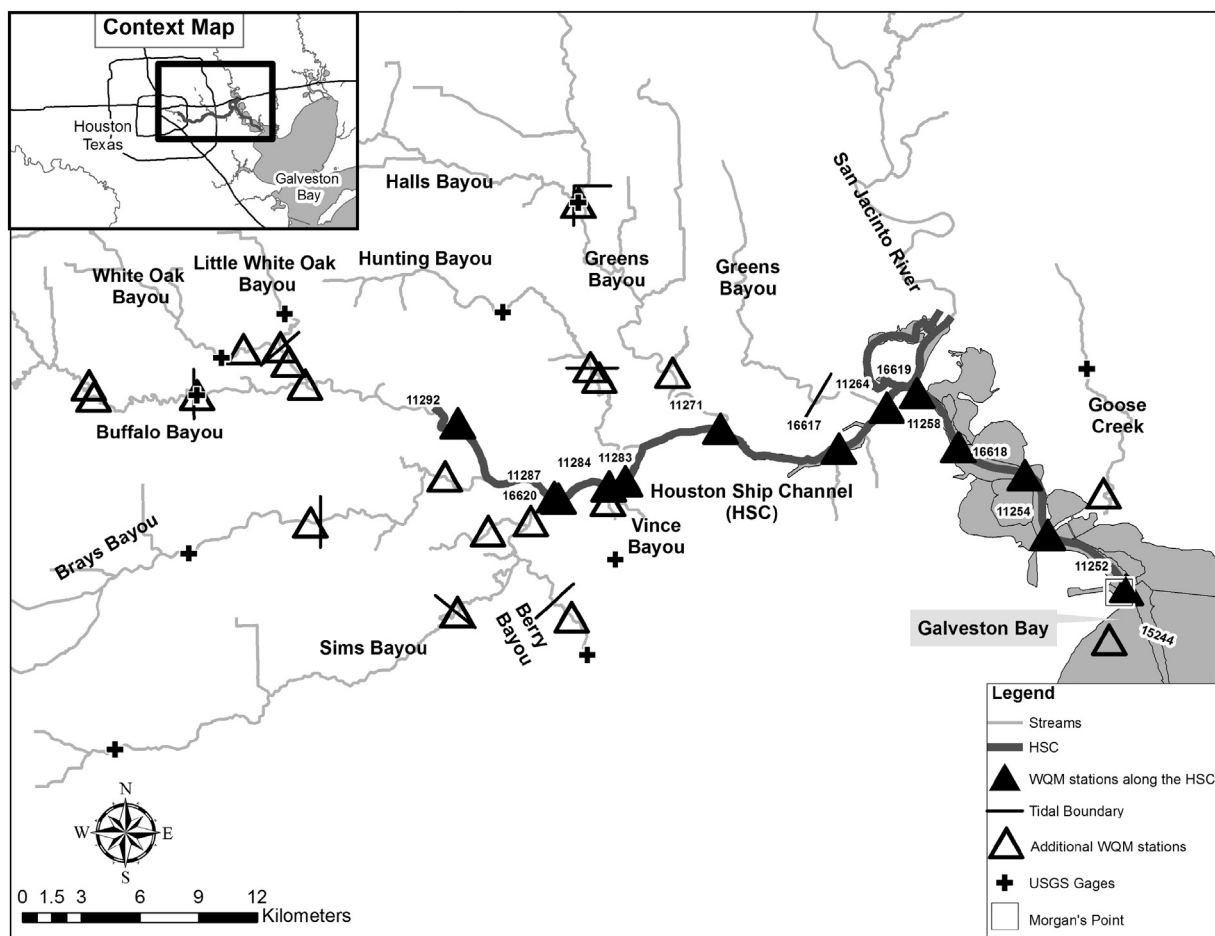 Context Map
Houston
Texas
Galveston
Bay
Halls Bayou
San Jacinto River
White Oak
Bayou
Little White Oak
Bayou
Hunting Bayou
Greens
Bayou
Greens
Bayou
11264
16619
11292
11271
16617
11258
Goose
Creek
Buffalo Bayou
16618
11287
11284
11283
16620
Houston Ship Channel
(HSC)
11254
Vince
Bayou
Brays Bayou
11252
Berry
Bayou
Sims Bayou
Galveston Bay
15244
Legend
Streams
HSC
WQM stations along the HSC
Tidal Boundary
Additional WQM stations
USGS Gages
Morgan's Point
N
W
E
S
0 1.5 3 6 9 12
Kilometers